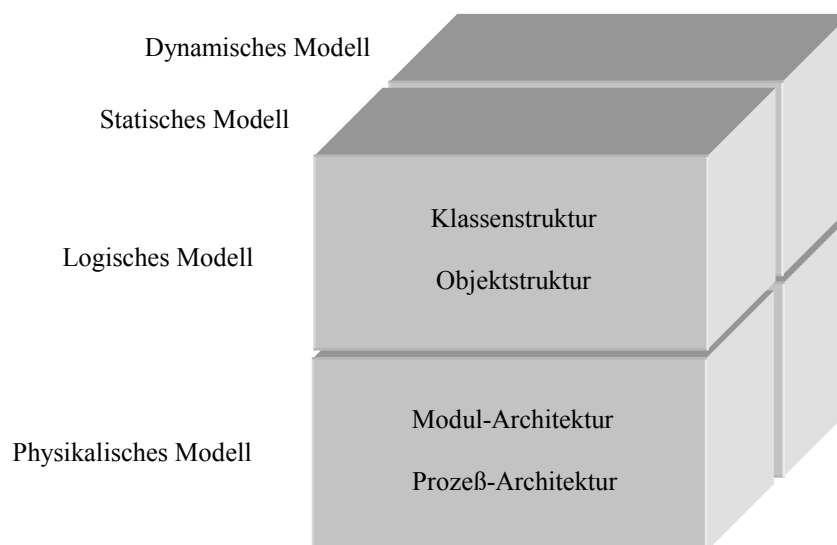 Dynamisches Modell
Statisches Modell
Klassenstruktur
Logisches Modell
Objektstruktur
Modul-Architektur
Physikalisches Modell
Prozeß-Architektur